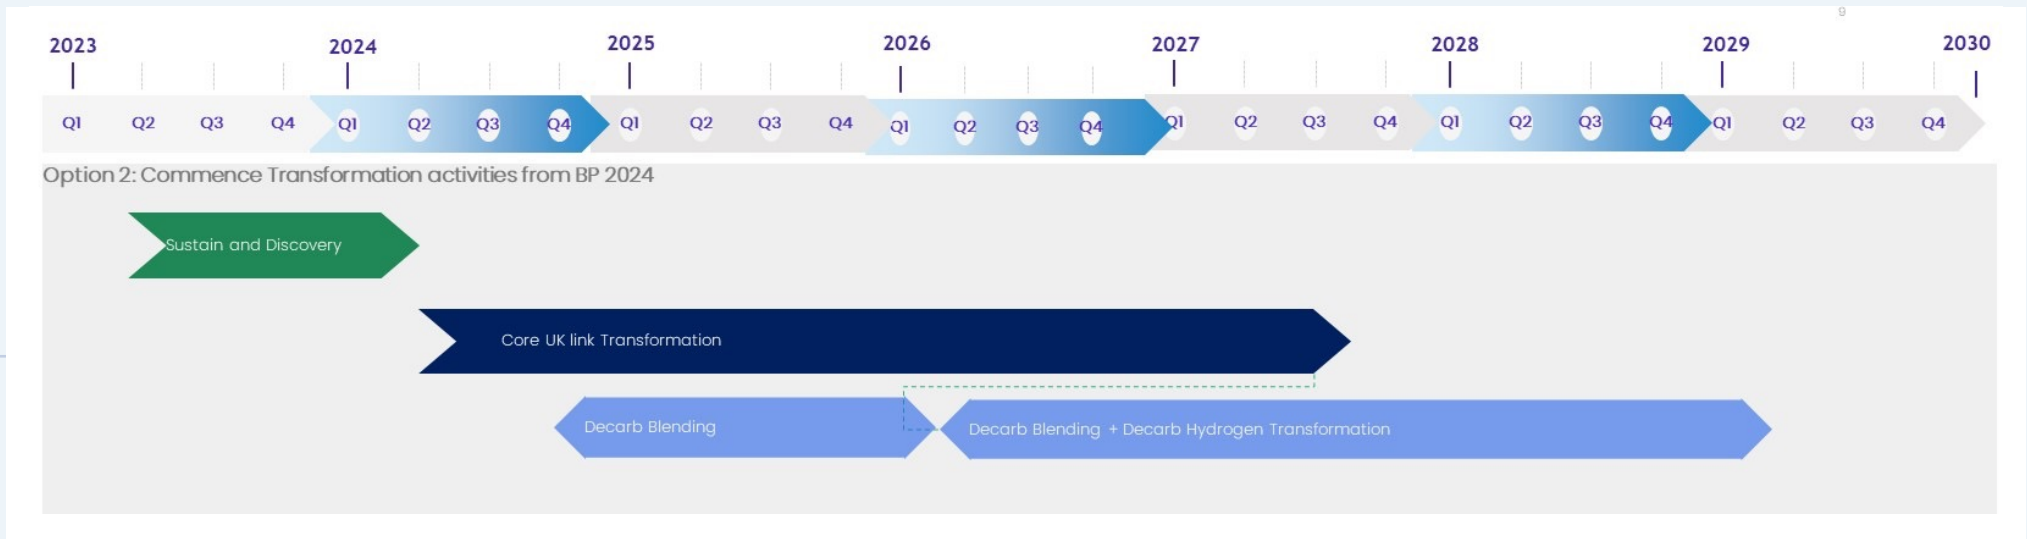 9
2023 2024 2025 2026 2027 2028 2029 2030
Q1 Q2 Q3 Q4 Q1 Q2 Q3 Q4 Q1 Q2 Q3 Q4 Q1 Q2 Q3 Q4 Q1 Q2 Q3 Q4 Q1 Q2 Q3 Q4 Q1 Q2 Q3 Q4
Option 2: Commence Transformation activities from BP 2024
Sustain and Discovery
Core UK link Transformation
Decarb Blending
Decarb Blending + Decarb Hydrogen Transformation